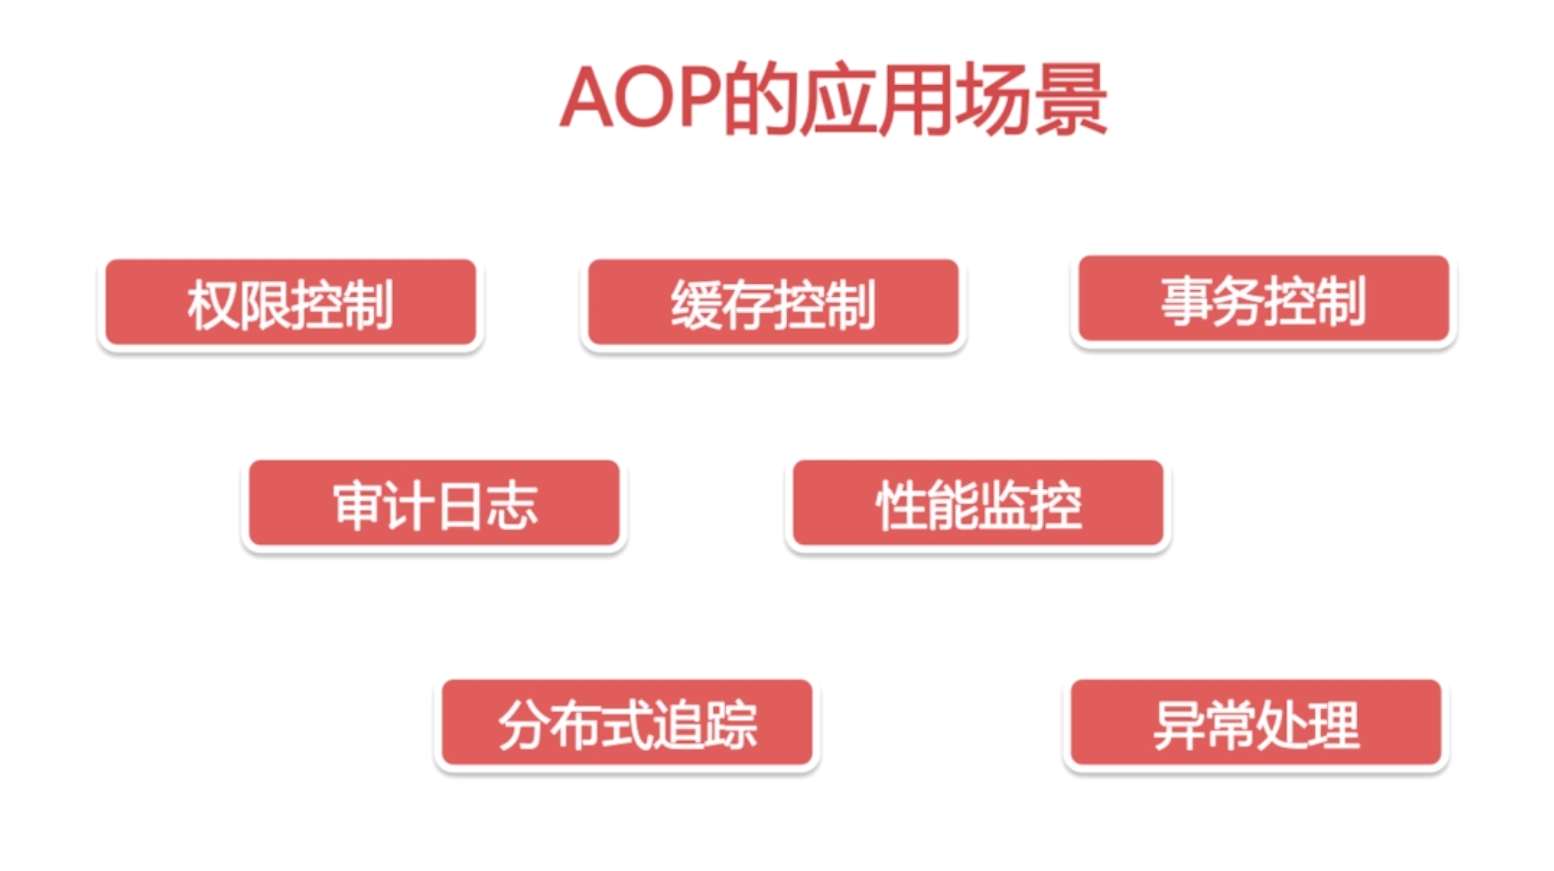 AOP的应用场景
权限控制
缓存控制
事务控制
审计日志
性能监控
分布式追踪
异常处理